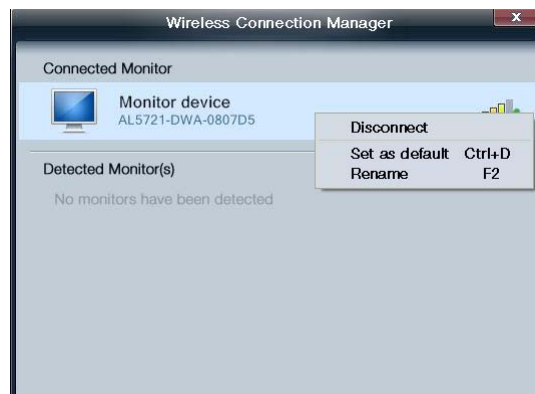 Wireless Connection Manager
x
Connected Monitor
Monitor device
AL5721-DWA-0807D5
Disconnect
Set as default Ctrl+D
Rename F2
Detected Monitor(s)
No monitors have been detected